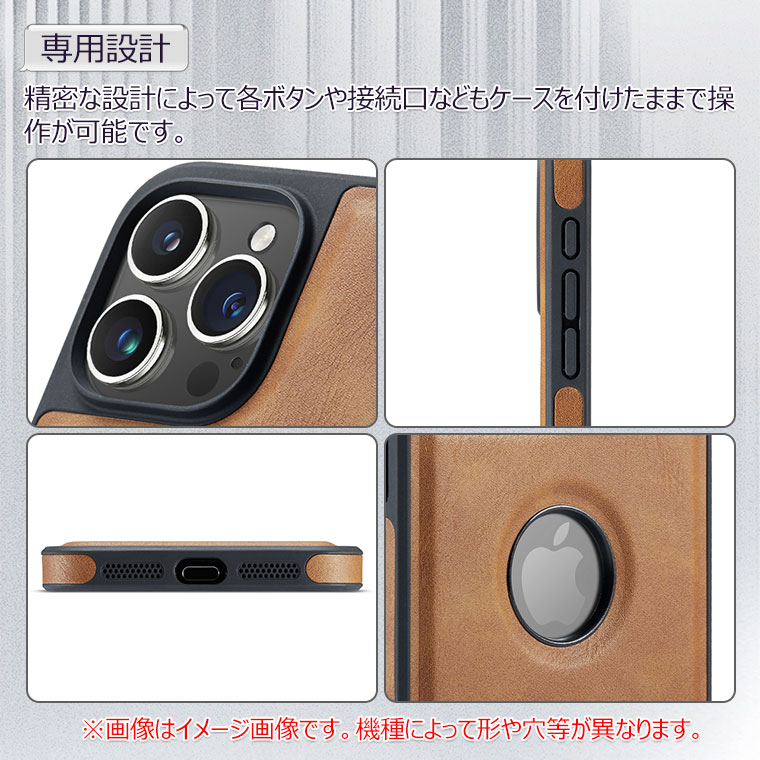 専用設計
精密な設計によって各ボタンや接続口などもケースを付けたままで操
作が可能です。
※画像はイメージ画像です。機種によって形や穴等が異なります。